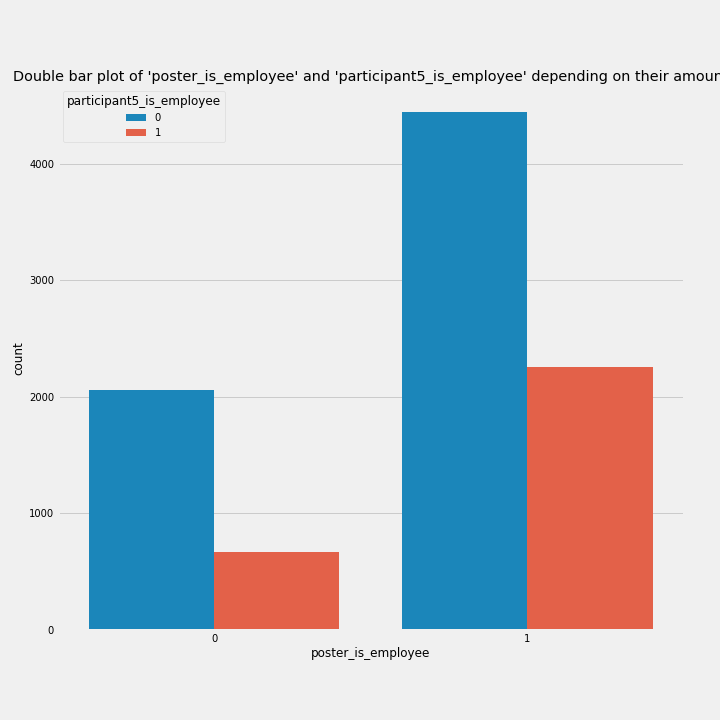 Double bar plot of 'poster_is_employee' and 'participant5_is_employee' depending on their
participant5_is_employee
0
1
4000
3000
2000
1000
0
count
0 1
poster_is_employee